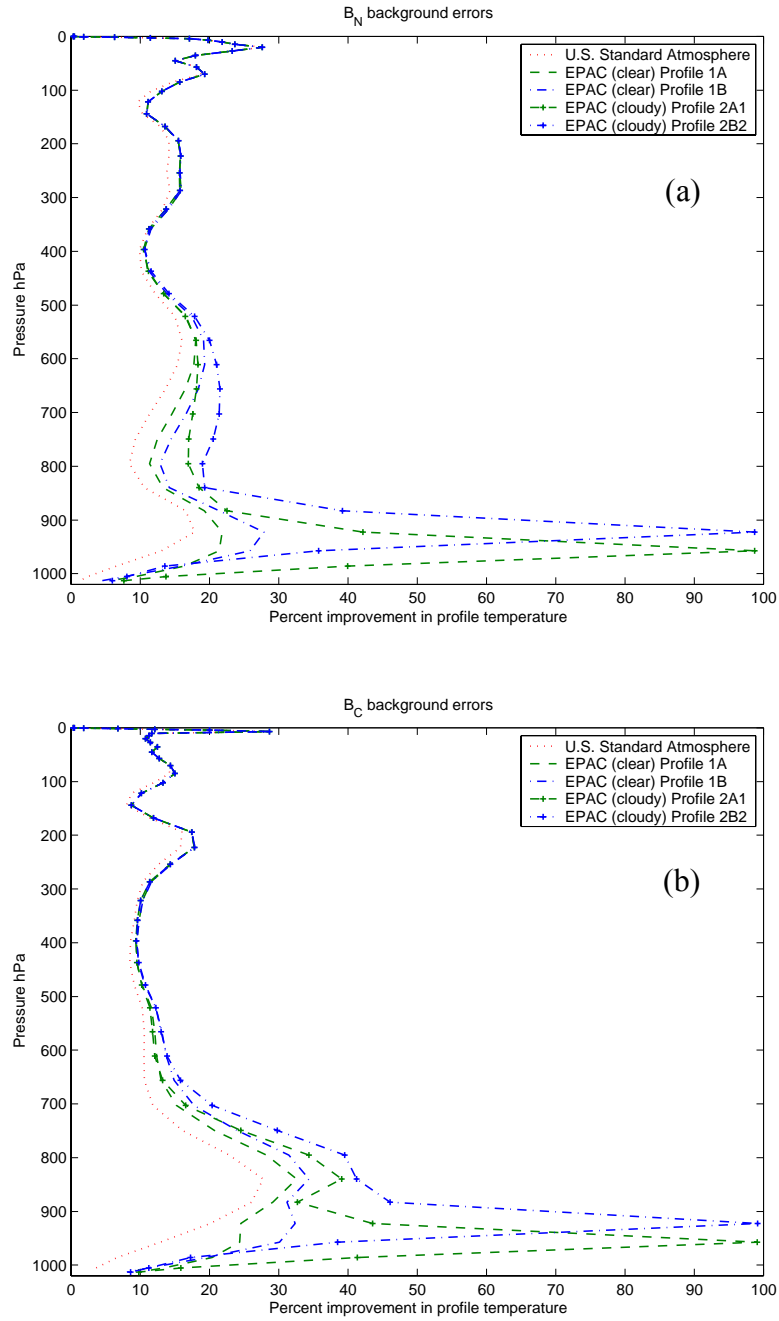 B_N background errors
0
100
200
300
400
500
600
700
800
900
1000
Pressure hPa
U.S. Standard Atmosphere
EPAC (clear) Profile 1A
EPAC (clear) Profile 1B
EPAC (cloudy) Profile 2A1
EPAC (cloudy) Profile 2B2
(a)
0 10 20 30 40 50 60 70 80 90 100
Percent improvement in profile temperature
B_C background errors
0
100
200
300
400
500
600
700
800
900
1000
Pressure hPa
U.S. Standard Atmosphere
EPAC (clear) Profile 1A
EPAC (clear) Profile 1B
EPAC (cloudy) Profile 2A1
EPAC (cloudy) Profile 2B2
(b)
0 10 20 30 40 50 60 70 80 90 100
Percent improvement in profile temperature